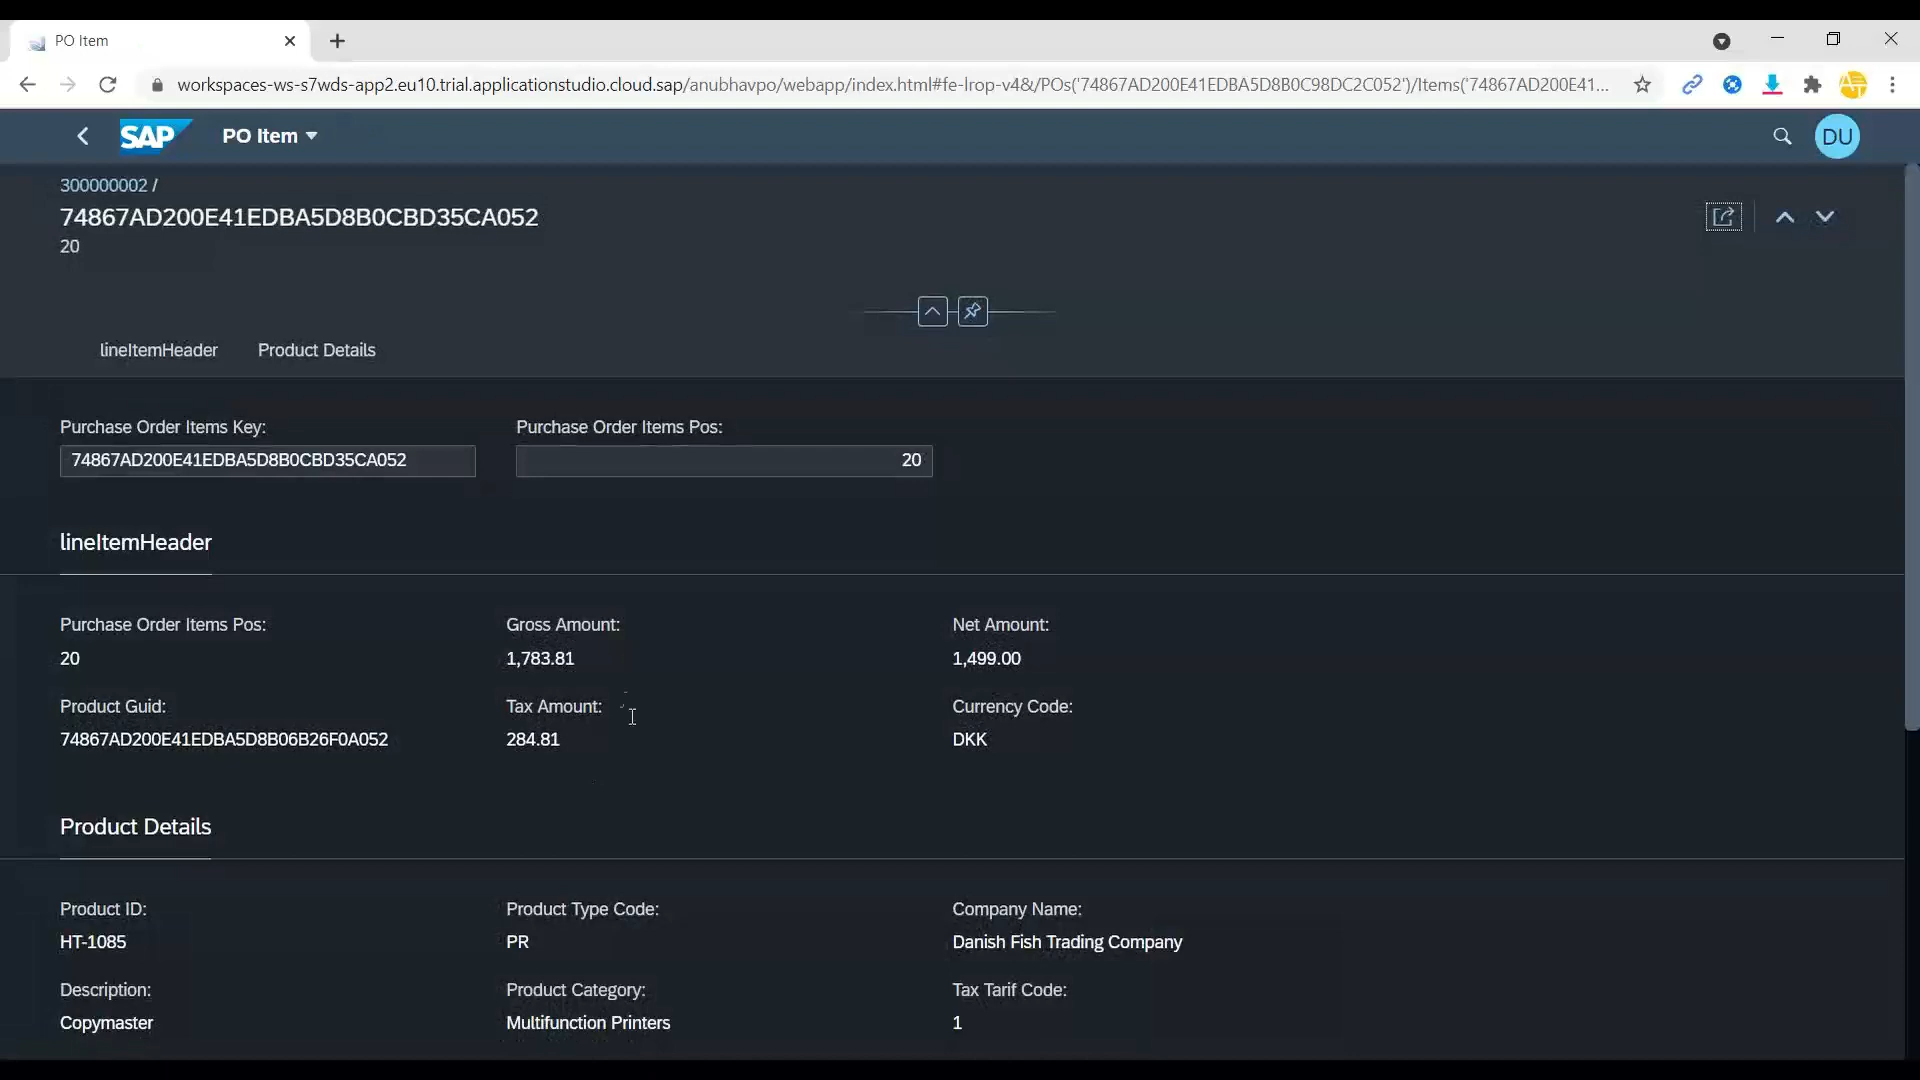 PO Item
workspaces-ws-s7wds-app2.eu10.trial.applicationstudio.cloud.sap/anubhavpo/webapp/index.html#fe-lrop-v4&/POs('74867AD200E41EDBA5D8B0C98DC2C052')/Items('74867AD200E41...
SAP PO Item DU
300000002 /
74867AD200E41EDBA5D8B0CBD35CA052
20
lineItemHeader Product Details
Purchase Order Items Key: Purchase Order Items Pos:
74867AD200E41EDBA5D8B0CBD35CA052 20
lineItemHeader
Purchase Order Items Pos: Gross Amount: Net Amount:
20 1,783.81 1,499.00
Product Guid: Tax Amount: Currency Code:
74867AD200E41EDBA5D8B06B26F0A052 284.81 DKK
Product Details
Product ID: Product Type Code: Company Name:
HT-1085 PR Danish Fish Trading Company
Description: Product Category: Tax Tarif Code:
Copymaster Multifunction Printers 1